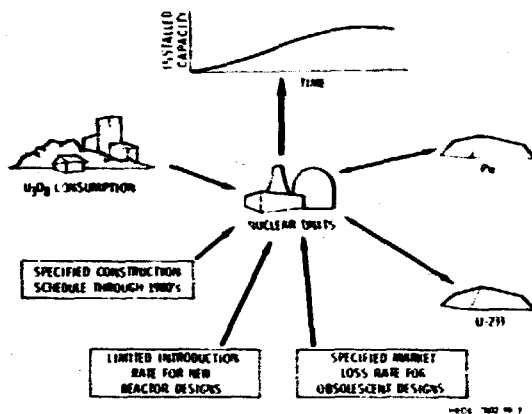 INSTALLED
CAPACITY
TIME
U3O8 CONSUMPTION
Pu
NUCLEAR UNITS
SPECIFIED CONSTRUCTION
SCHEDULE THROUGH 1980's
U-233
LIMITED INTRODUCTION
RATE FOR NEW
REACTOR DESIGNS
SPECIFIED MARKET
LOSS RATE FOR
OBSOLESCENT DESIGNS